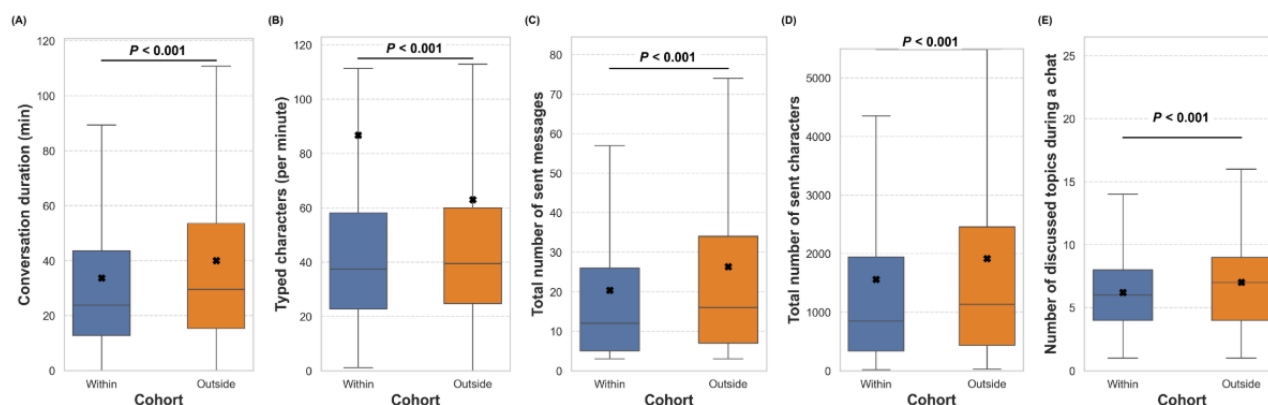 (A)
Conversation duration (min)
120
100
80
60
40
20
0
P < 0.001
Within
Outside
Cohort
(B)
Typed characters (per minute)
120
100
80
60
40
20
0
P < 0.001
Within
Outside
Cohort
(C)
Total number of sent messages
80
70
60
50
40
30
20
10
0
P < 0.001
Within
Outside
Cohort
(D)
Total number of sent characters
5000
4000
3000
2000
1000
0
P < 0.001
Within
Outside
Cohort
(E)
Number of discussed topics during a chat
25
20
15
10
5
0
P < 0.001
Within
Outside
Cohort